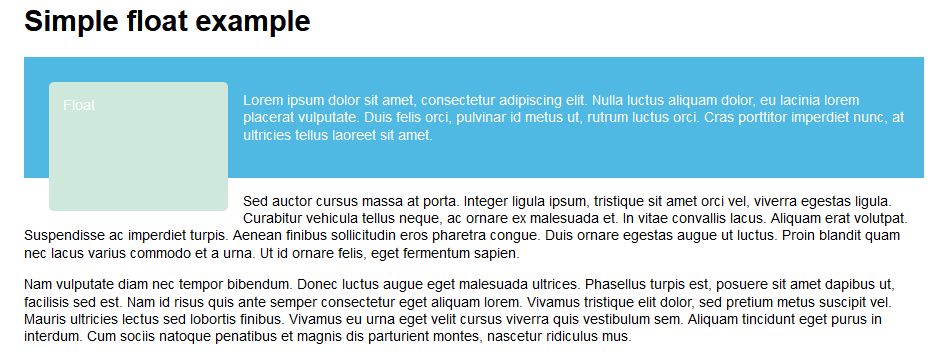 Simple float example
Float
Lorem ipsum dolor sit amet, consectetur adipiscing elit. Nulla luctus aliquam dolor, eu lacinia lorem
placerat vulputate. Duis felis orci, pulvinar id metus ut, rutrum luctus orci. Cras porttitor imperdiet nunc, at
ultricies tellus laoreet sit amet.
Sed auctor cursus massa at porta. Integer ligula ipsum, tristique sit amet orci vel, viverra egestas ligula.
Curabitur vehicula tellus neque, ac ornare ex malesuada et. In vitae convallis lacus. Aliquam erat volutpat.
Suspendisse ac imperdiet turpis. Aenean finibus sollicitudin eros pharetra congue. Duis ornare egestas augue ut luctus. Proin blandit quam
nec lacus varius commodo et a urna. Ut id ornare felis, eget fermentum sapien.
Nam vulputate diam nec tempor bibendum. Donec luctus augue eget malesuada ultrices. Phasellus turpis est, posuere sit amet dapibus ut,
facilisis sed est. Nam id risus quis ante semper consectetur eget aliquam lorem. Vivamus tristique elit dolor, sed pretium metus suscipit vel.
Mauris ultricies lectus sed lobortis finibus. Vivamus eu urna eget velit cursus viverra quis vestibulum sem. Aliquam tincidunt eget purus in
interdum. Cum sociis natoque penatibus et magnis dis parturient montes, nascetur ridiculus mus.